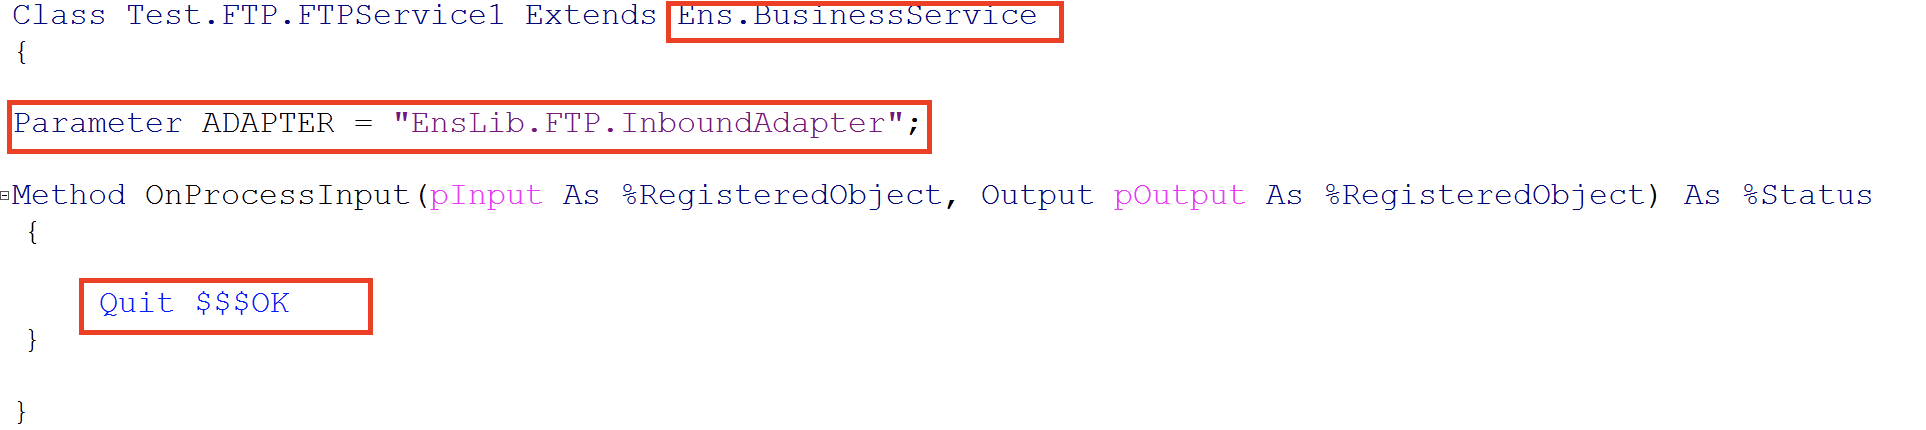 Class Test.FTP.FTPService1 Extends Ens.BusinessService
{
Parameter ADAPTER = "EnsLib.FTP.InboundAdapter";
Method OnProcessInput(pInput As %RegisteredObject, Output pOutput As %RegisteredObject) As %Status
{
Quit $$$OK
}
}